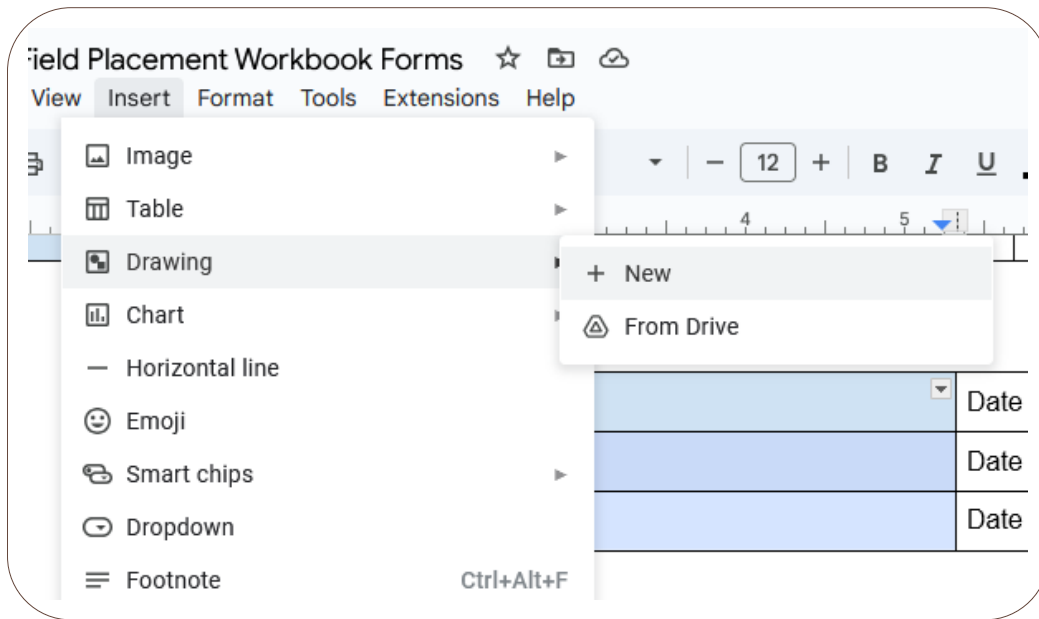 Field Placement Workbook Forms
View Insert Format Tools Extensions Help
Image
12 B I U
Table
4 5
Drawing
New
Chart
From Drive
Horizontal line
Emoji
Date
Smart chips
Date
Dropdown
Date
Footnote Ctrl+Alt+F